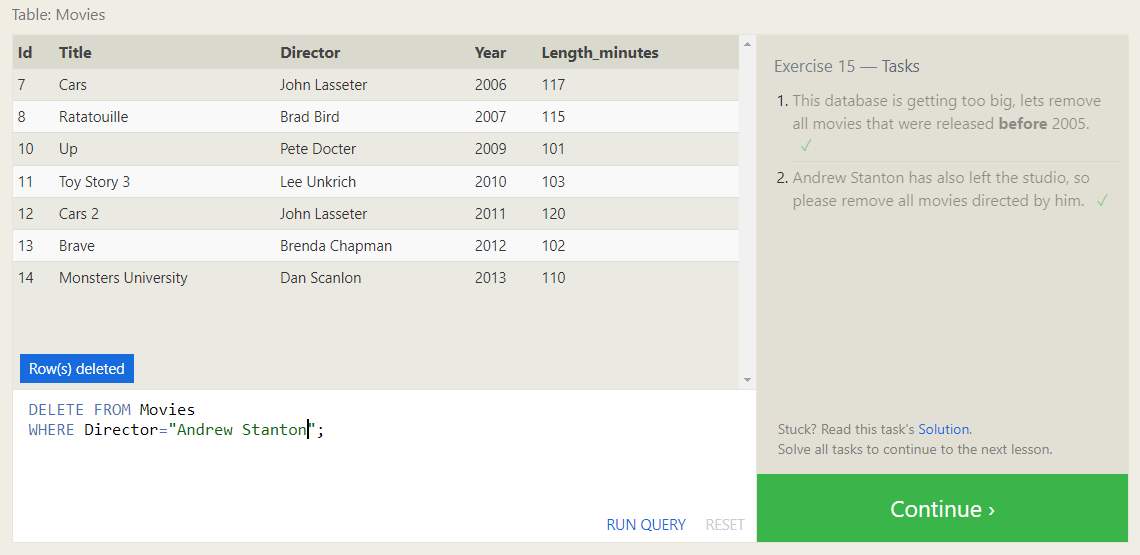 Table: Movies
Id Title Director Year Length_minutes
7 Cars John Lasseter 2006 117
8 Ratatouille Brad Bird 2007 115
10 Up Pete Docter 2009 101
11 Toy Story 3 Lee Unkrich 2010 103
12 Cars 2 John Lasseter 2011 120
13 Brave Brenda Chapman 2012 102
14 Monsters University Dan Scanlon 2013 110
Row(s) deleted
DELETE FROM Movies
WHERE Director="Andrew Stanton";
RUN QUERY RESET
Exercise 15 — Tasks
1. This database is getting too big, lets remove
all movies that were released before 2005.
✓
2. Andrew Stanton has also left the studio, so
please remove all movies directed by him. ✓
Stuck? Read this task's Solution.
Solve all tasks to continue to the next lesson.
Continue ›